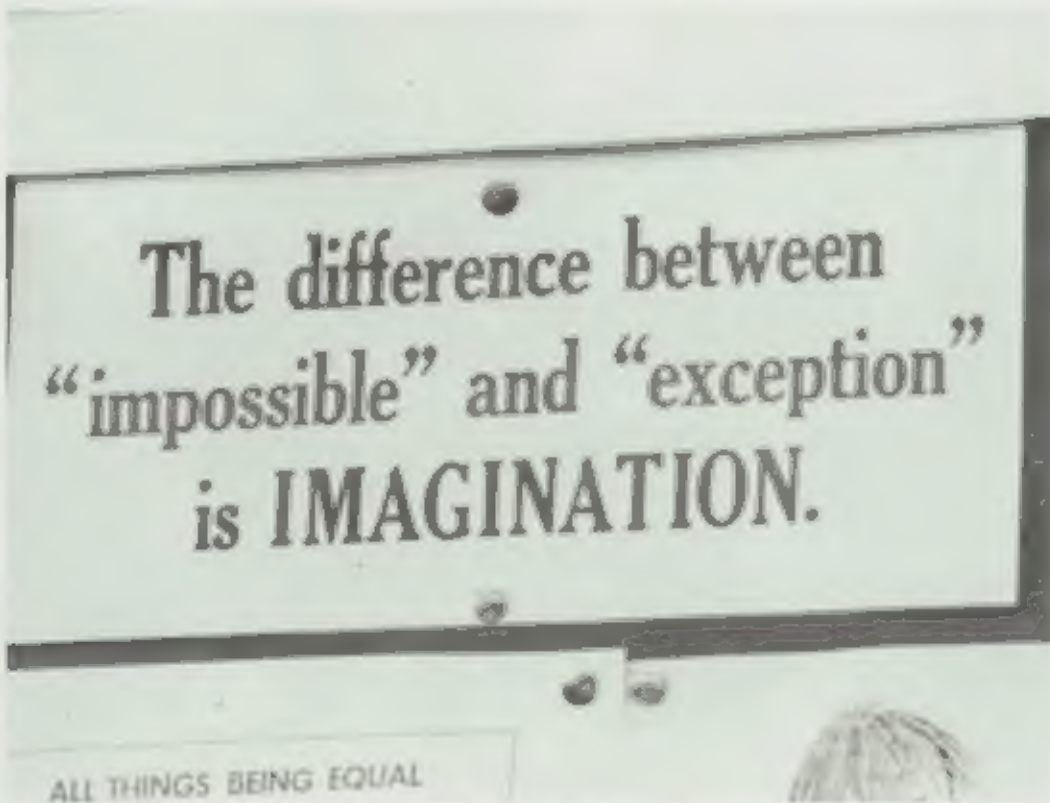 The difference between
“impossible” and “exception”
is IMAGINATION.
ALL THINGS BEING EQUAL